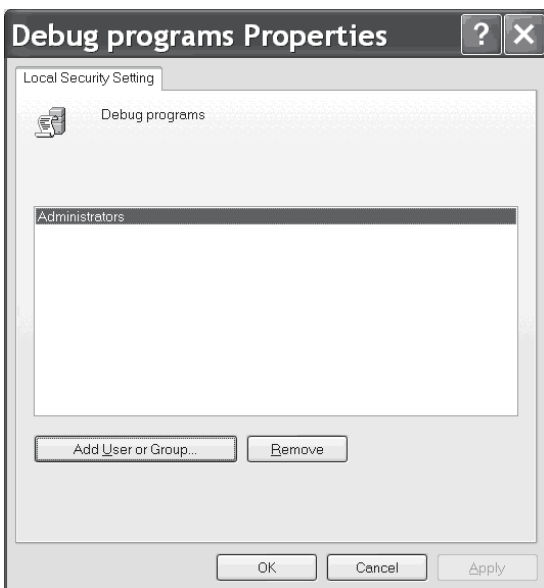 Debug programs Properties
Local Security Setting
Debug programs
Administrators
Add User or Group...
Remove
OK
Cancel
Apply